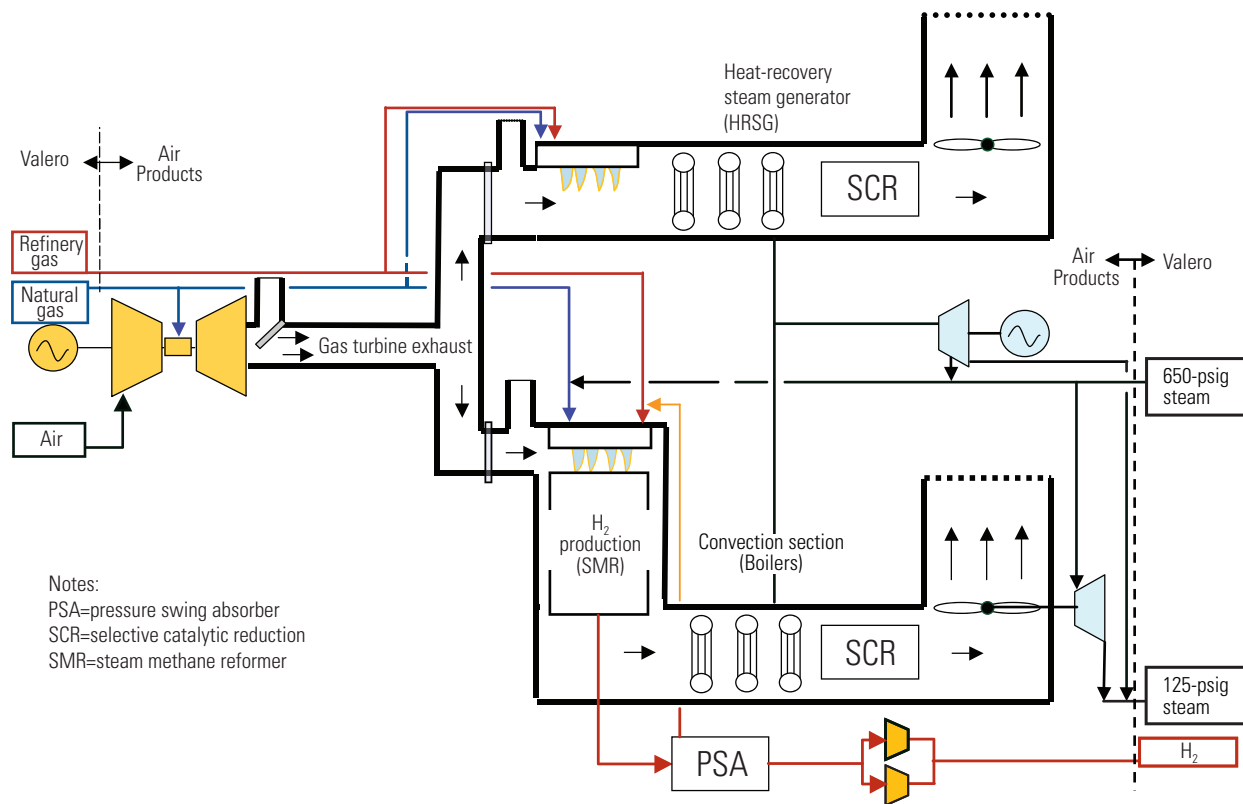 Heat-recovery
steam generator
(HRSG)
Valero
Air
Products
SCR
Refinery
gas
Natural
gas
Air
Products
Valero
Gas turbine exhaust
650-psig
steam
Air
H₂
production
(SMR)
Convection section
(Boilers)
Notes:
PSA=pressure swing absorber
SCR=selective catalytic reduction
SMR=steam methane reformer
SCR
125-psig
steam
PSA
H₂